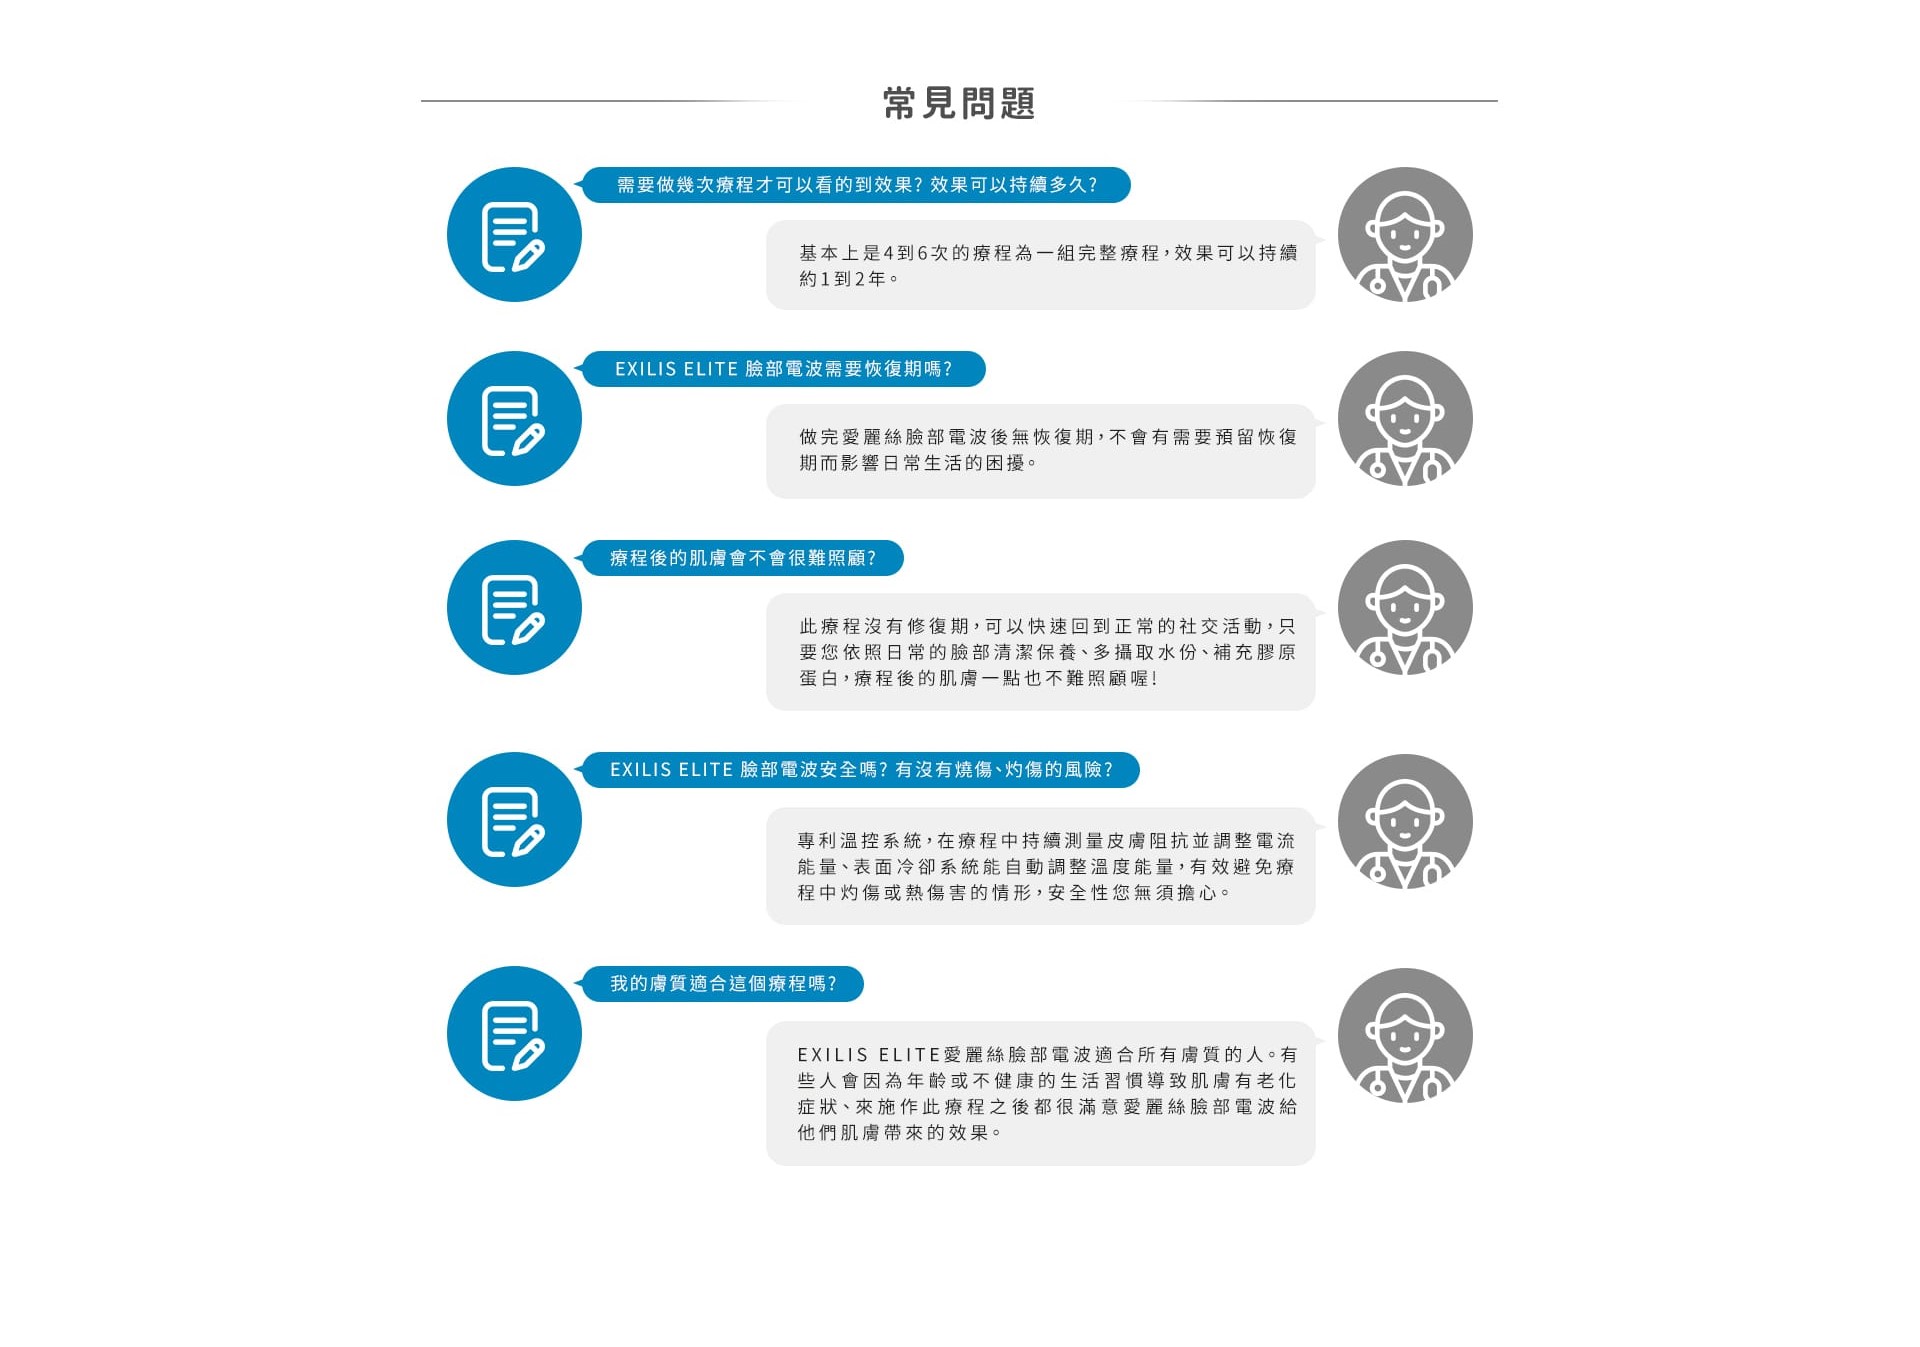 常見問題
需要做幾次療程才可以看的到效果? 效果可以持續多久?
基本上是4到6次的療程為一組完整療程，效果可以持續
約1到2年。
EXILIS ELITE 臉部電波需要恢復期嗎?
做完愛麗絲臉部電波後無恢復期，不會有需要預留恢復
期而影響日常生活的困擾。
療程後的肌膚會不會很難照顧?
此療程沒有修復期，可以快速回到正常的社交活動，只
要您依照日常的臉部清潔保養、多攝取水份、補充膠原
蛋白，療程後的肌膚一點也不難照顧喔!
EXILIS ELITE 臉部電波安全嗎? 有沒有燒傷、灼傷的風險?
專利溫控系統，在療程中持續測量皮膚阻抗並調整電流
能量、表面冷卻系統能自動調整溫度能量，有效避免療
程中灼傷或熱傷害的情形，安全性您無須擔心。
我的膚質適合這個療程嗎?
EXILIS ELITE愛麗絲臉部電波適合所有膚質的人。有
些人會因為年齡或不健康的生活習慣導致肌膚有老化
症狀、來施作此療程之後都很滿意愛麗絲臉部電波給
他們肌膚帶來的效果。